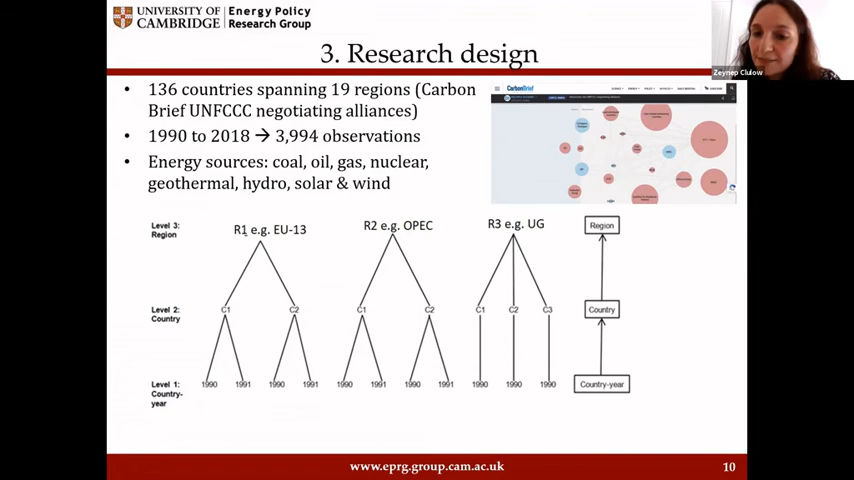 UNIVERSITY OF
CAMBRIDGE
Energy Policy
Research Group
Zeynep Clulow
3. Research design
• 136 countries spanning 19 regions (Carbon
Brief UNFCCC negotiating alliances)
• 1990 to 2018 → 3,994 observations
• Energy sources: coal, oil, gas, nuclear,
geothermal, hydro, solar & wind
CarbonBrief
Level 3:
Region
R1 e.g. EU-13
R2 e.g. OPEC
R3 e.g. UG
Region
Level 2:
Country
C1 C2 C1 C2 C1 C2 C3
Country
Level 1:
Country-
year
1990 1991 1990 1991 1990 1991 1990 1991 1990 1990 1990
Country-year
www.eprg.group.cam.ac.uk
10